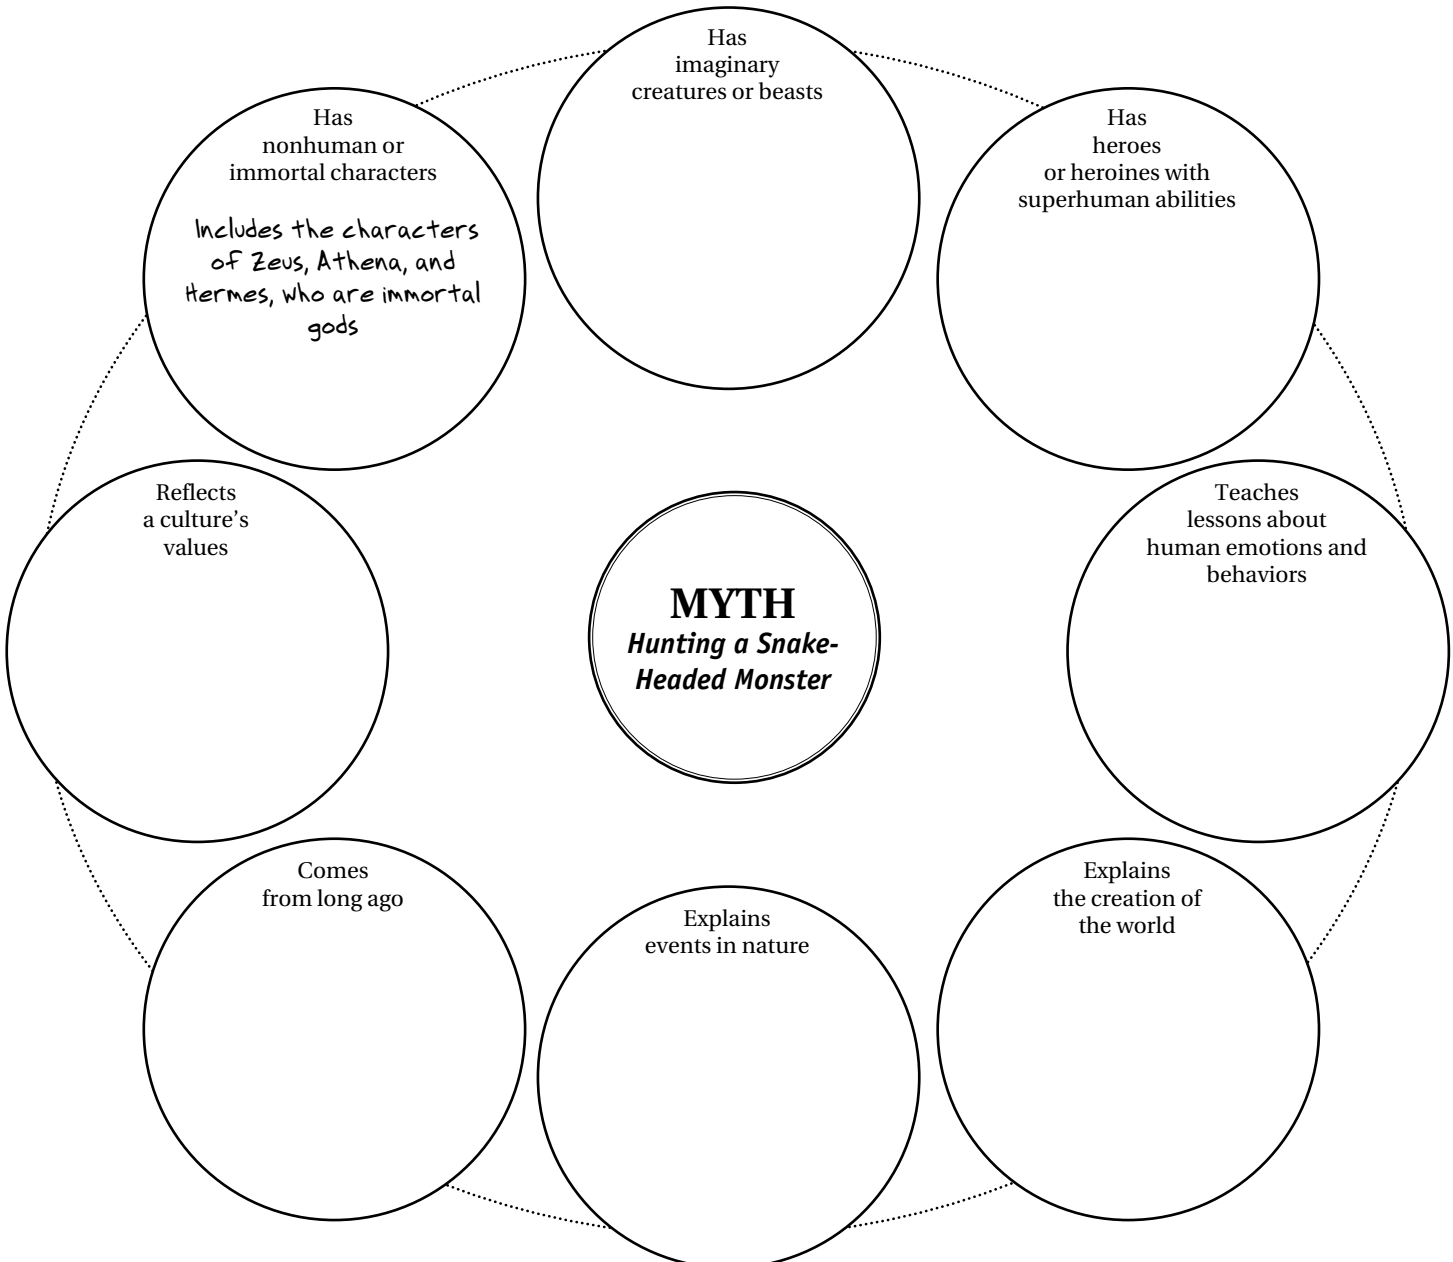 Has
imaginary
creatures or beasts
Has
nonhuman or
immortal characters
Includes the characters
of Zeus, Athena, and
Hermes, who are immortal
gods
Has
heroes
or heroines with
superhuman abilities
Reflects
a culture's
values
MYTH
Hunting a Snake-
Headed Monster
Teaches
lessons about
human emotions and
behaviors
Comes
from long ago
Explains
events in nature
Explains
the creation of
the world